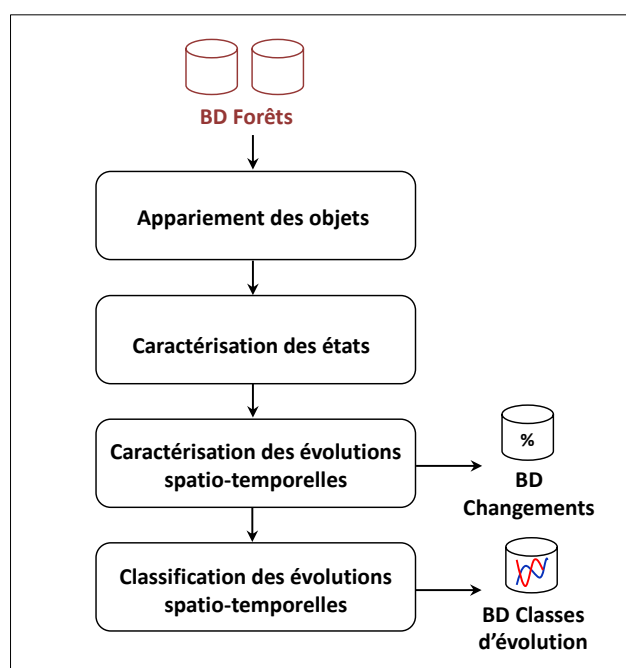 BD Forêts
Appariement des objets
Caractérisation des états
Caractérisation des évolutions
spatio-temporelles
%
BD
Changements
Classification des évolutions
spatio-temporelles
BD Classes
d'évolution